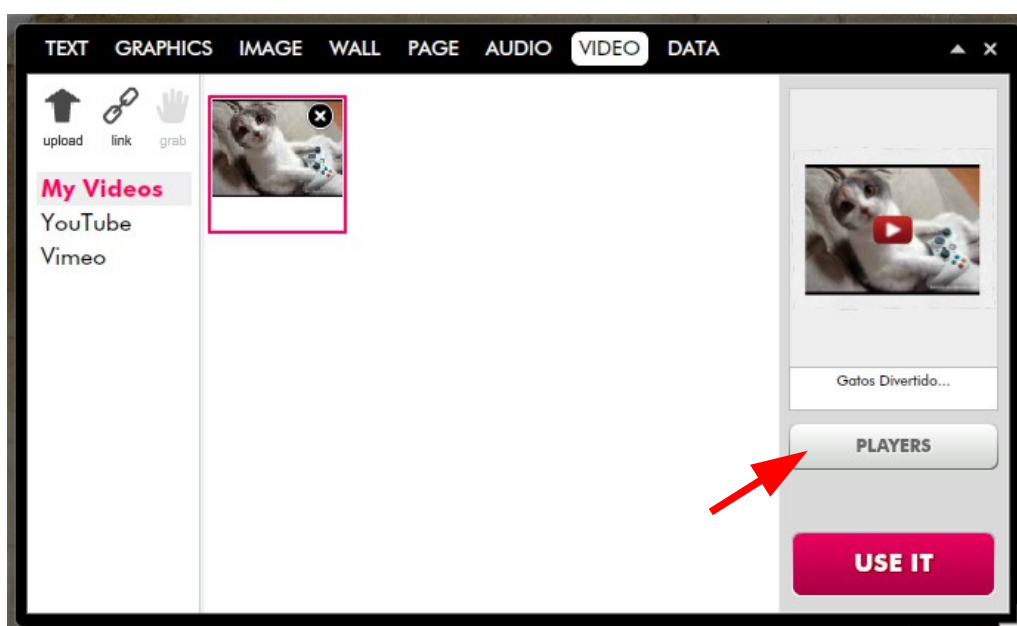 TEXT GRAPHICS IMAGE WALL PAGE AUDIO VIDEO DATA
upload link grab
My Videos
YouTube
Vimeo
Gatos Divertido...
PLAYERS
USE IT